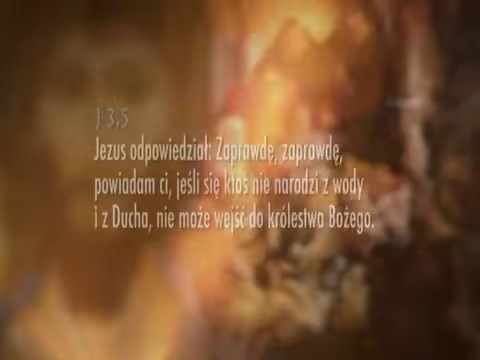 J 3,5
Jezus odpowiedział: Zaprawdę, zaprawdę,
powiadam ci, jeśli się ktoś nie narodzi z wody
i z Ducha, nie może wejść do królestwa Bożego.